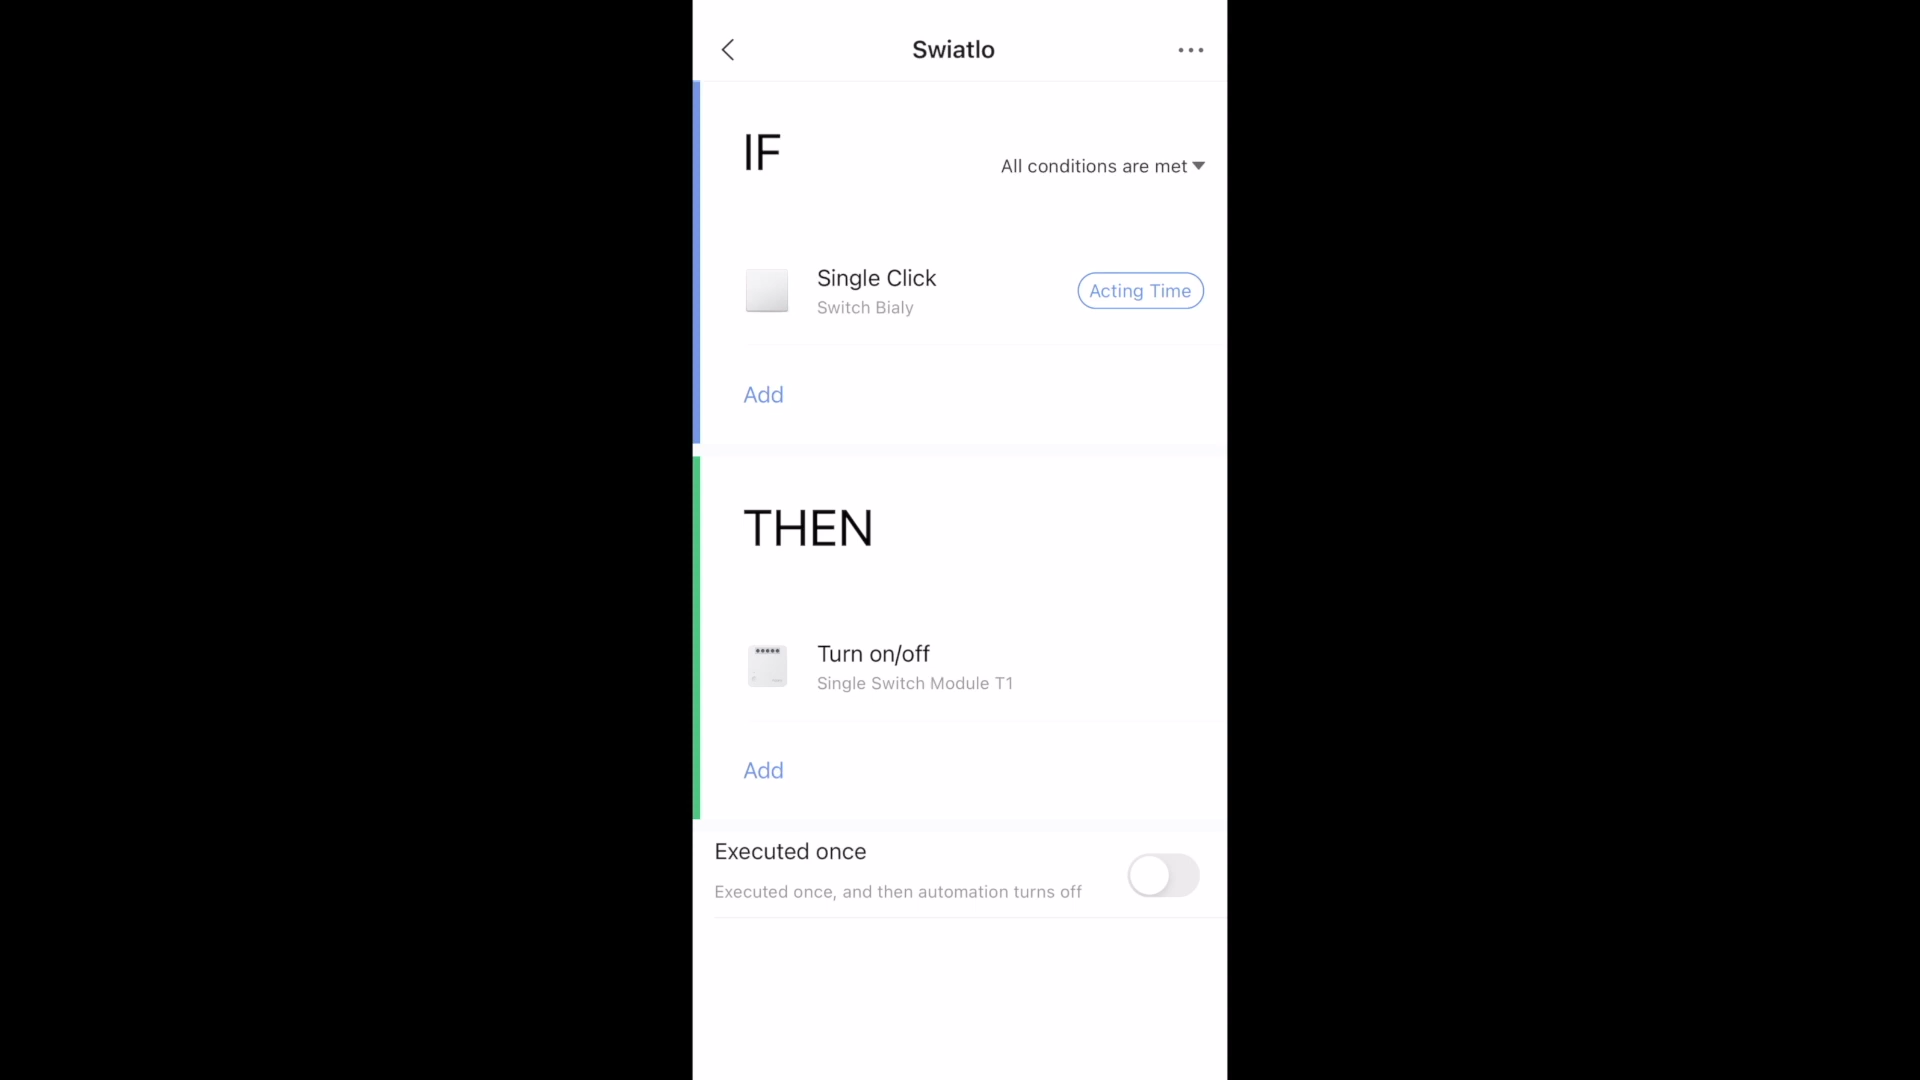 Swiatlo
IF
All conditions are met
Single Click
Switch Bialy
Acting Time
Add
THEN
Turn on/off
Single Switch Module T1
Add
Executed once
Executed once, and then automation turns off